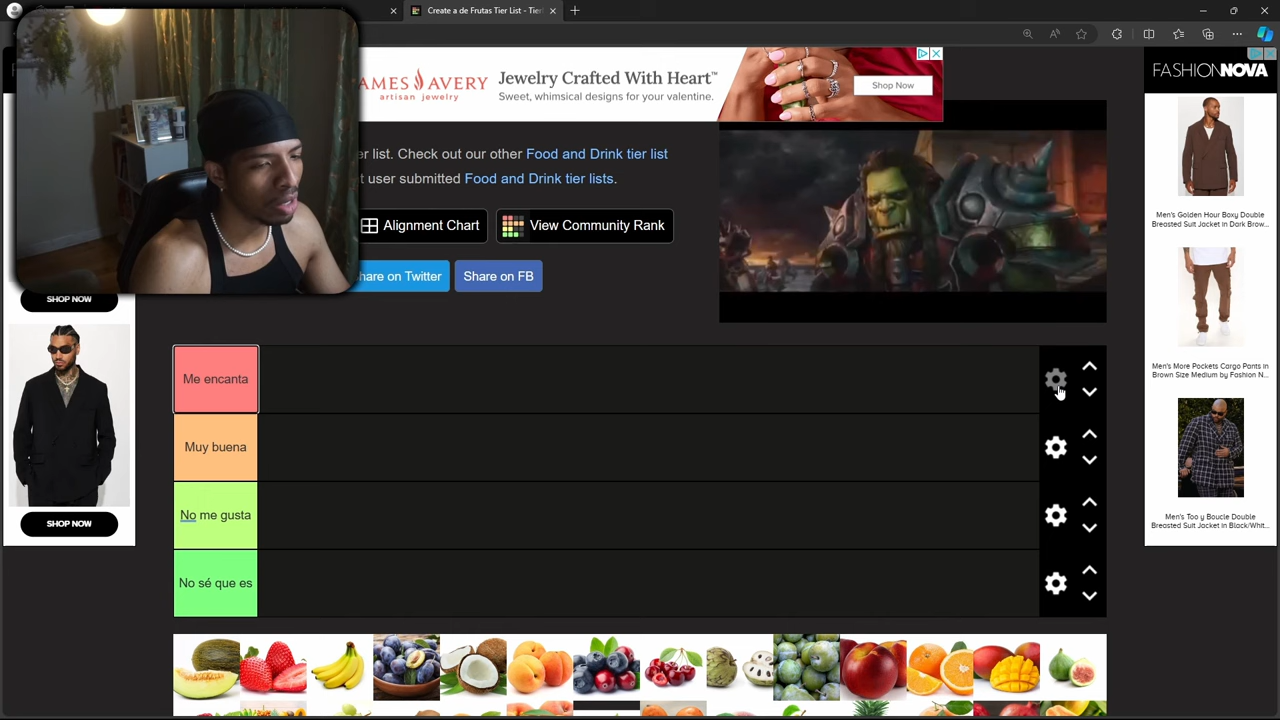 Create a de Frutas Tier List - Tier
AMES AVERY
artisan jewelry
Jewelry Crafted With Heart™
Sweet, whimsical designs for your valentine.
Shop Now
FASHIONNOVA
er list. Check out our other Food and Drink tier list
t user submitted Food and Drink tier lists.
Alignment Chart
View Community Rank
hare on Twitter
Share on FB
SHOP NOW
SHOP NOW
Me encanta
Muy buena
No me gusta
No sé que es
Men's Golden Hour Boxy Double
Breasted Suit Jacket in Dark Brow...
Men's More Pockets Cargo Pants in
Brown Size Medium by Fashion N...
Men's Too y Boucle Double
Breasted Suit Jacket in Black/Whit...